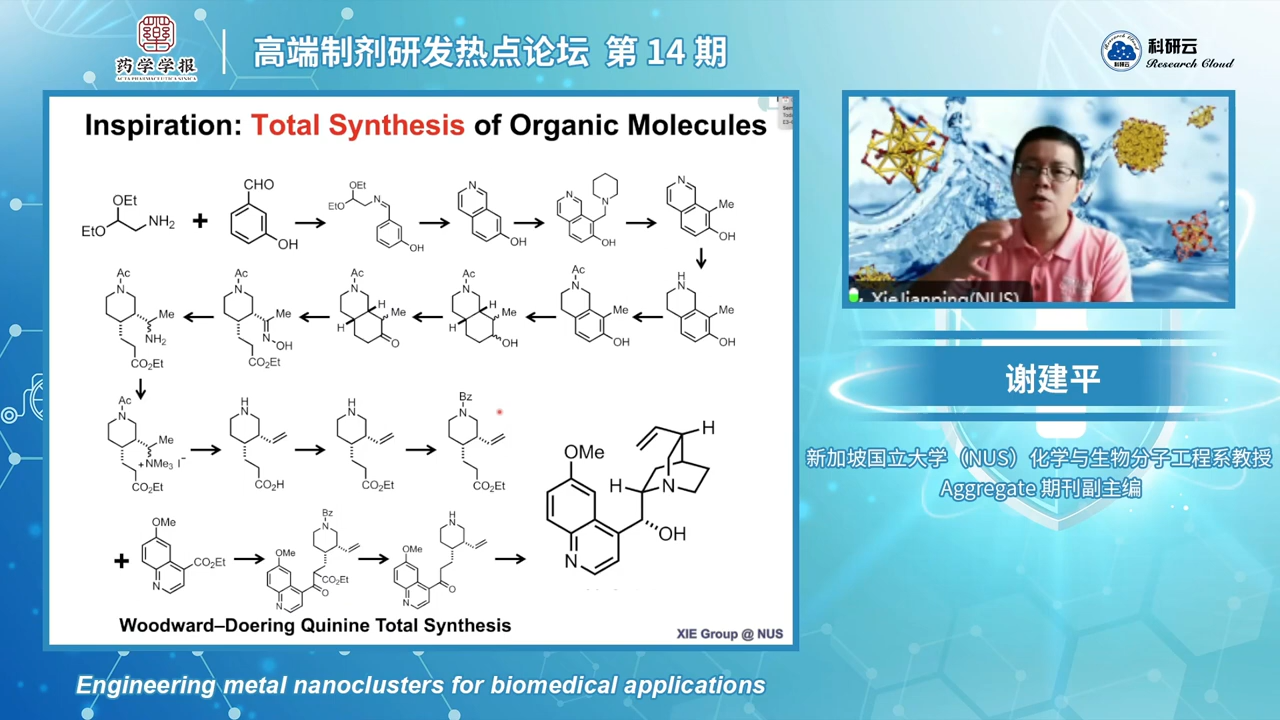 药学学报
ACTA PHARMACEUTICA SINICA
高端制剂研发热点论坛 第 14 期
科研云
Research Cloud
Inspiration: Total Synthesis of Organic Molecules
OEt
EtO
NH₂
+
CHO
OH
OEt
EtO
N
OH
N
OH
N
N
OH
N
Me
OH
Ac
N
Me
NH₂
CO₂Et
Ac
N
Me
N
OH
CO₂Et
Ac
N
H
Me
H
O
Ac
N
H
Me
H
OH
Ac
N
Me
OH
H
N
Me
OH
Ac
N
Me
+NMe₃ I⁻
CO₂Et
H
N
CO₂H
H
N
CO₂Et
Bz
N
CO₂Et
OMe
H
H
N
OH
N
+
OMe
CO₂Et
N
Bz
N
OMe
CO₂Et
O
N
H
N
OMe
O
N
Woodward–Doering Quinine Total Synthesis
XIE Group @ NUS
XieJianping(NUS)
谢建平
新加坡国立大学（NUS）化学与生物分子工程系教授
Aggregate 期刊副主编
Engineering metal nanoclusters for biomedical applications